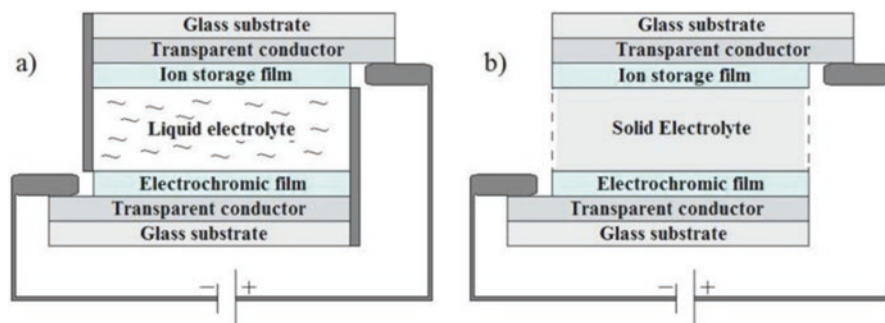 a)
Glass substrate
Transparent conductor
Ion storage film
Liquid electrolyte
Electrochromic film
Transparent conductor
Glass substrate
− +
b)
Glass substrate
Transparent conductor
Ion storage film
Solid Electrolyte
Electrochromic film
Transparent conductor
Glass substrate
− +